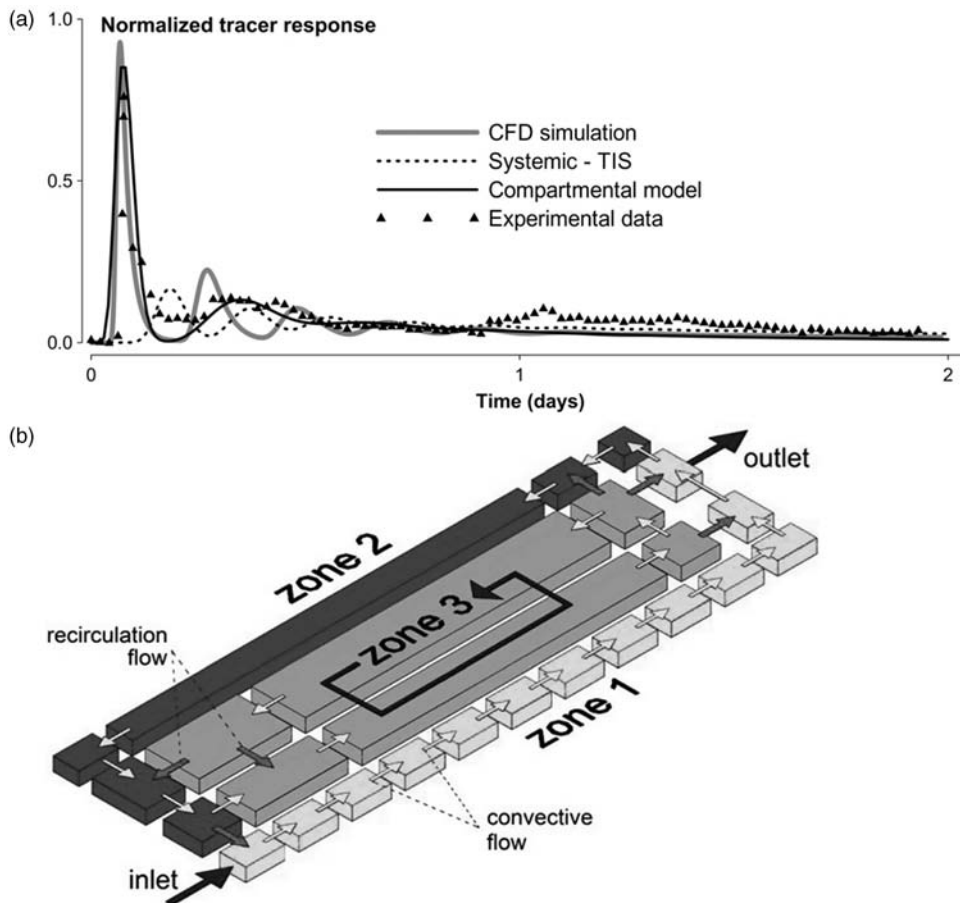 (a)
Normalized tracer response
1.0
0.5
0.0
CFD simulation
Systemic - TIS
Compartmental model
Experimental data
0
1
2
Time (days)
(b)
outlet
zone 2
zone 3
recirculation
flow
zone 1
convective
flow
inlet